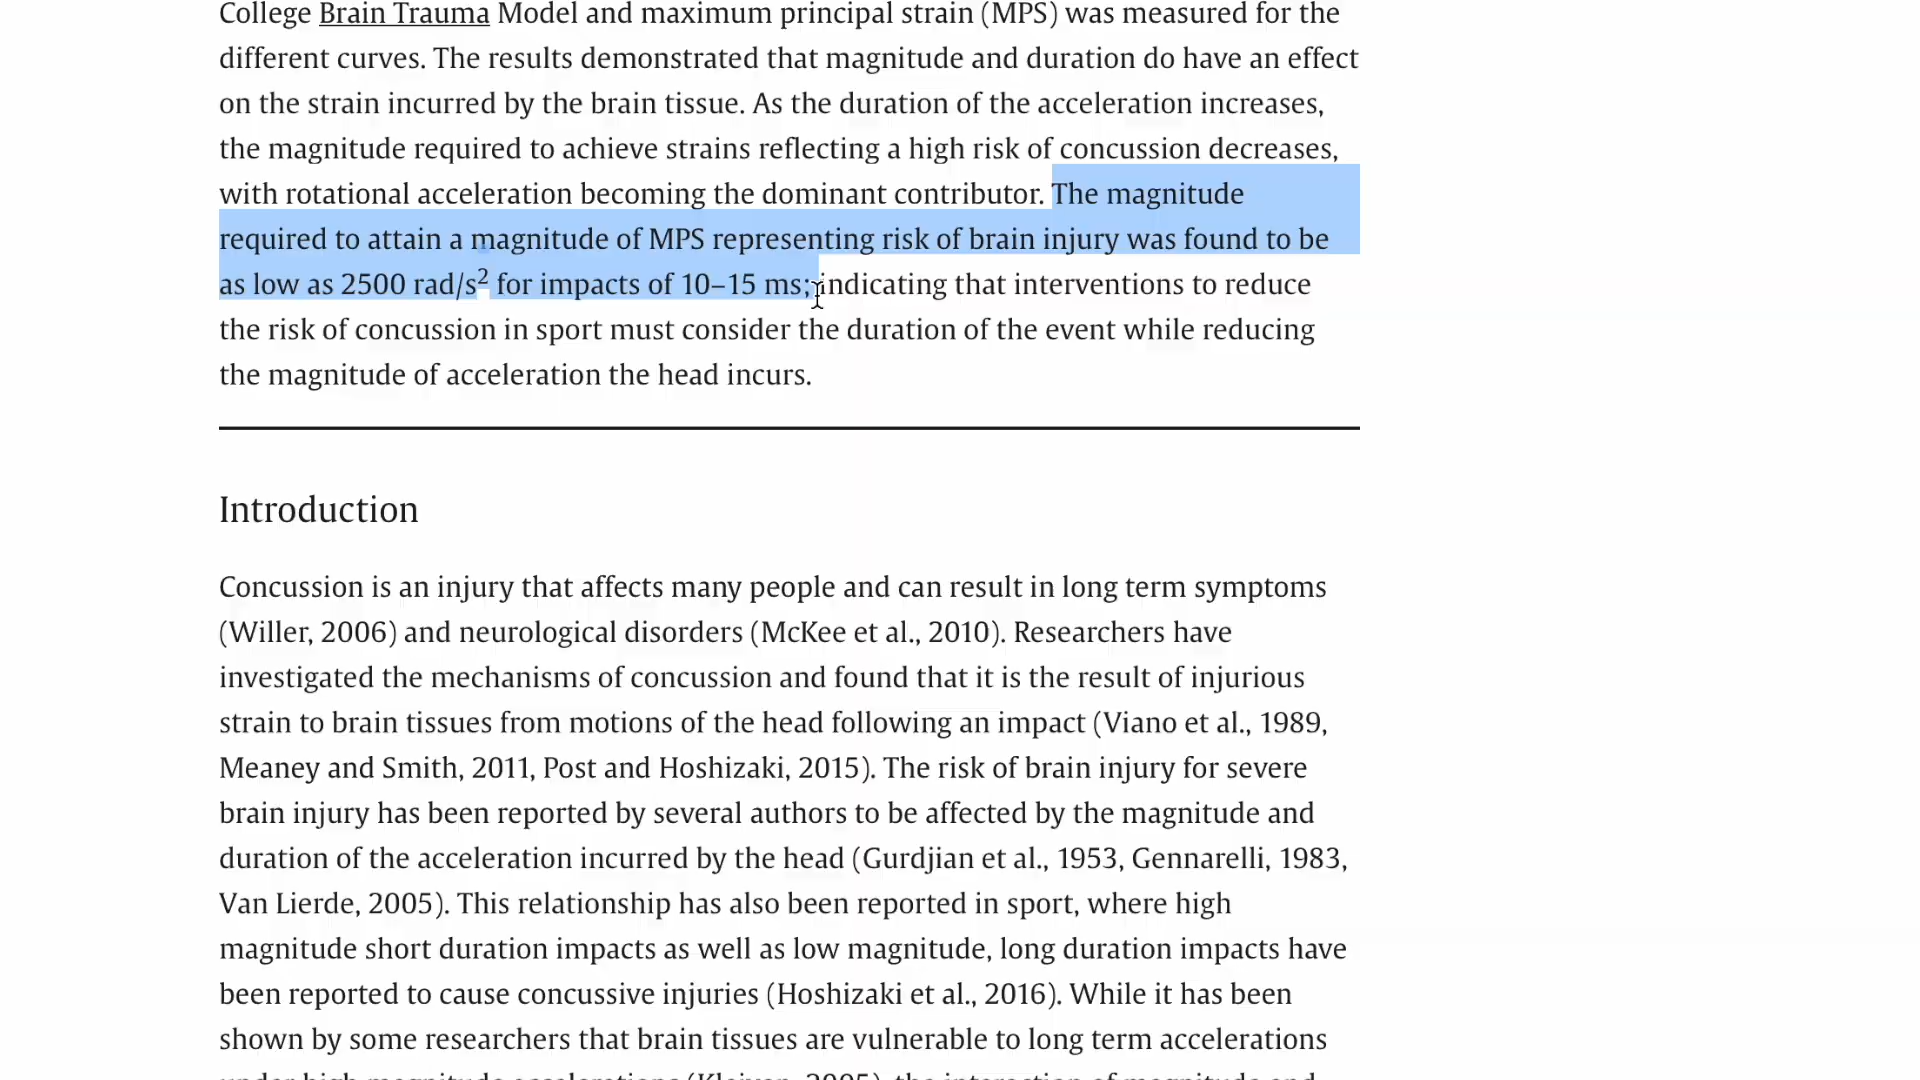 College Brain Trauma Model and maximum principal strain (MPS) was measured for the
different curves. The results demonstrated that magnitude and duration do have an effect
on the strain incurred by the brain tissue. As the duration of the acceleration increases,
the magnitude required to achieve strains reflecting a high risk of concussion decreases,
with rotational acceleration becoming the dominant contributor. The magnitude
required to attain a magnitude of MPS representing risk of brain injury was found to be
as low as 2500 rad/s² for impacts of 10–15 ms; indicating that interventions to reduce
the risk of concussion in sport must consider the duration of the event while reducing
the magnitude of acceleration the head incurs.
Introduction
Concussion is an injury that affects many people and can result in long term symptoms
(Willer, 2006) and neurological disorders (McKee et al., 2010). Researchers have
investigated the mechanisms of concussion and found that it is the result of injurious
strain to brain tissues from motions of the head following an impact (Viano et al., 1989,
Meaney and Smith, 2011, Post and Hoshizaki, 2015). The risk of brain injury for severe
brain injury has been reported by several authors to be affected by the magnitude and
duration of the acceleration incurred by the head (Gurdjian et al., 1953, Gennarelli, 1983,
Van Lierde, 2005). This relationship has also been reported in sport, where high
magnitude short duration impacts as well as low magnitude, long duration impacts have
been reported to cause concussive injuries (Hoshizaki et al., 2016). While it has been
shown by some researchers that brain tissues are vulnerable to long term accelerations
under high magnitude accelerations (Kleiven, 2005), the interaction of magnitude and